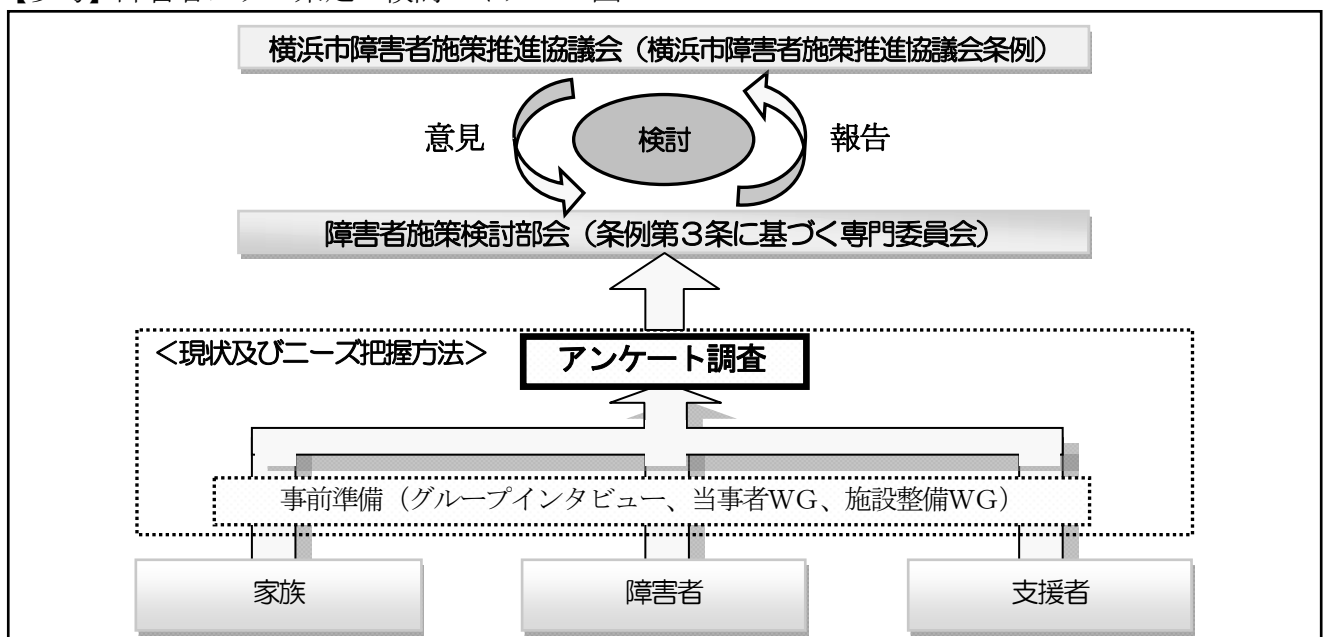 横浜市障害者施策推進協議会（横浜市障害者施策推進協議会条例）
意見
検討
報告
障害者施策検討部会（条例第３条に基づく専門委員会）
＜現状及びニーズ把握方法＞
アンケート調査
事前準備（グループインタビュー、当事者WG、施設整備WG）
家族
障害者
支援者